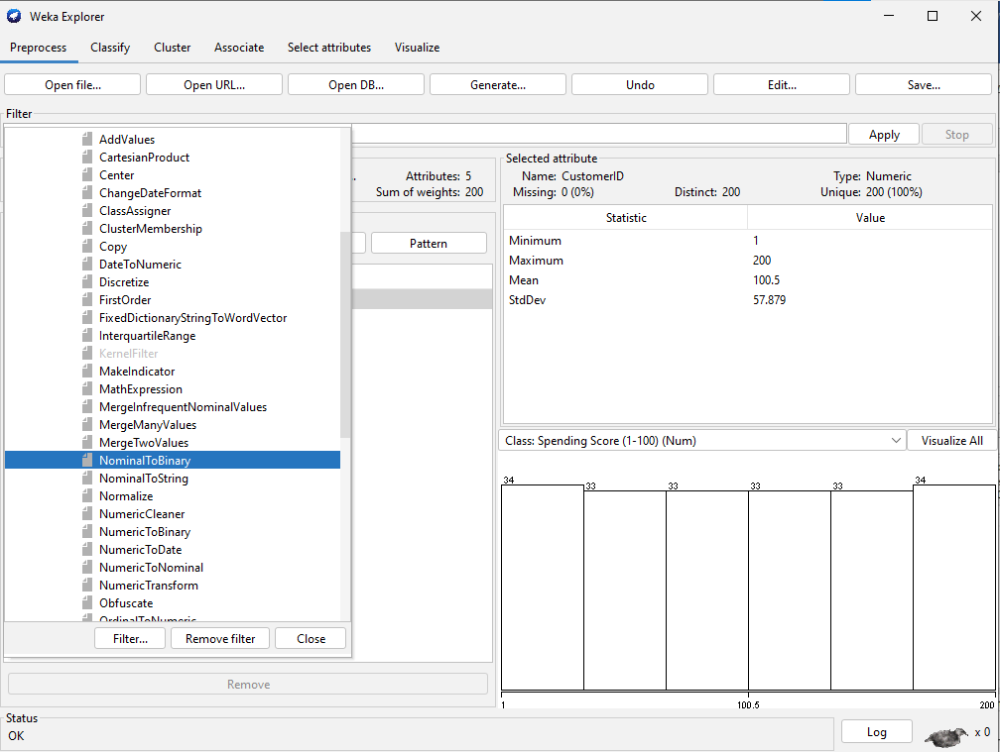 Weka Explorer
Preprocess Classify Cluster Associate Select attributes Visualize
Open file... Open URL... Open DB... Generate... Undo Edit... Save...
Filter
Apply Stop
AddValues
CartesianProduct
Center
ChangeDateFormat
ClassAssigner
ClusterMembership
Copy
DateToNumeric
Discretize
FirstOrder
FixedDictionaryStringToWordVector
InterquartileRange
KernelFilter
MakeIndicator
MathExpression
MergeInfrequentNominalValues
MergeManyValues
MergeTwoValues
NominalToBinary
NominalToString
Normalize
NumericCleaner
NumericToBinary
NumericToDate
NumericToNominal
NumericTransform
Obfuscate
OrdinalToNumeric
Filter... Remove filter Close
Attributes: 5
Sum of weights: 200
Pattern
Remove
Selected attribute
Name: CustomerID Type: Numeric
Missing: 0 (0%) Distinct: 200 Unique: 200 (100%)
Statistic Value
Minimum 1
Maximum 200
Mean 100.5
StdDev 57.879
Class: Spending Score (1-100) (Num) Visualize All
34 33 33 33 33 34
1 100.5 200
Status
OK
Log x 0